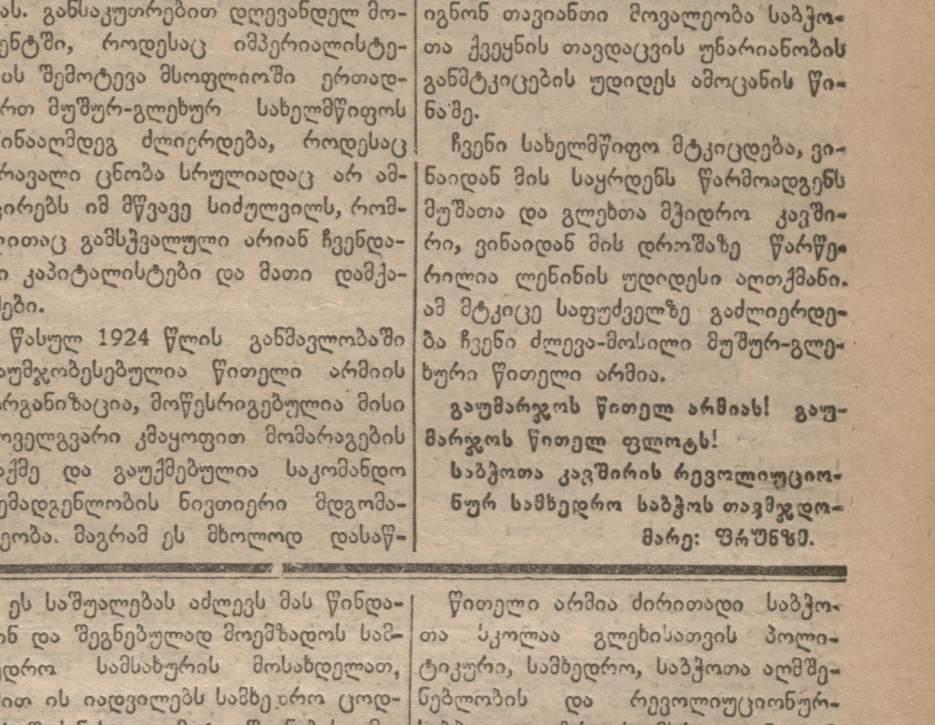 ას. განსაკუთრებით დღევანდელ მო-
ენტში, როდესაც იმპერიალისტე-
ის შემოტევა მსოფლიოში ერთად-
რთ მუშურ-გლეხურ სახელმწიფოს
ინააღმდეგ ძლიერდება, როდესაც
რავალი ცნობა სრულიადაც არ ამ-
ცირებს იმ მწვავე სიძულვილს, რომ-
ლითაც გამსჭვალული არიან ჩვენდა-
ი კაპიტალისტები და მათი დამქა-
შები.
წასულ 1924 წლის განმავლობაში
აუმჯობესებულია წითელი არმიის
ორგანიზაცია, მოწესრიგებულია მისი
ოველგვარი კმაყოფით მომარაგების
აქმე და გაუქმებულია საკომანდო
ემადგენლობის ნივთიერი მდგომა-
ეობა. მაგრამ ეს მხოლოდ დასაწ-
იგნონ თავიანთი მოვალეობა საბჭო-
თა ქვეყნის თავდაცვის უნარიანობის
განმტკიცების უდიდეს ამოცანის წი-
ნაშე.
ჩვენი სახელმწიფო მტკიცდება, ვი-
ნაიდან მის საყრდენს წარმოადგენს
მუშათა და გლეხთა მჭიდრო კავში-
რი, ვინაიდან მის დროშაზე წარწე-
რილია ლენინის უდიდესი აღთქმანი.
ამ მტკიცე საფუძველზე გაძლიერდე-
ბა ჩვენი ძლევა-მოსილი მუშურ-გლე-
ხური წითელი არმია.
გაუმარჯოს წითელ არმიას! გაუ-
მარჯოს წითელ ფლოტს!
საბჭოთა კავშირის რევოლიუციო-
ნურ სამხედრო საბჭოს თავმჯდო-
მარე: ფრუნზე.
ეს საშუალებას აძლევს მას წინდა-
ინ და შეგნებულად მოემზადოს სამ-
ედრო სამსახურის მოსახდელათ,
ით ის იადვილებს სამხედრო ცოდ-
წითელი არმია ძირითადი საბჭო-
თა სკოლაა გლეხისათვის პოლი-
ტიკური, სამხედრო, საბჭოთა აღმშე-
ნებლობის და რევოლიუციონურ-